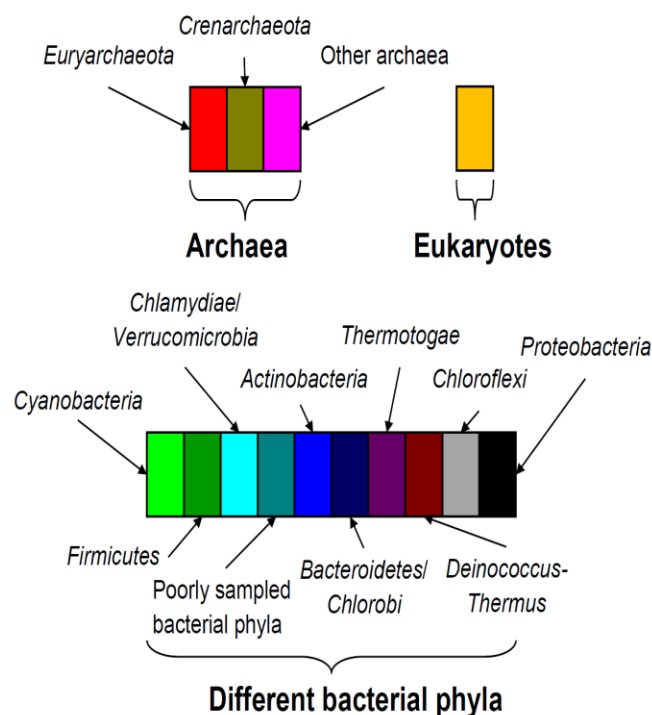 Crenarchaeota
Euryarchaeota
Other archaea
Archaea
Eukaryotes
Chlamydiae/
Verrucomicrobia
Thermotogae
Proteobacteria
Actinobacteria
Chloroflexi
Cyanobacteria
Firmicutes
Poorly sampled
bacterial phyla
Bacteroidetes/
Chlorobi
Deinococcus-
Thermus
Different bacterial phyla